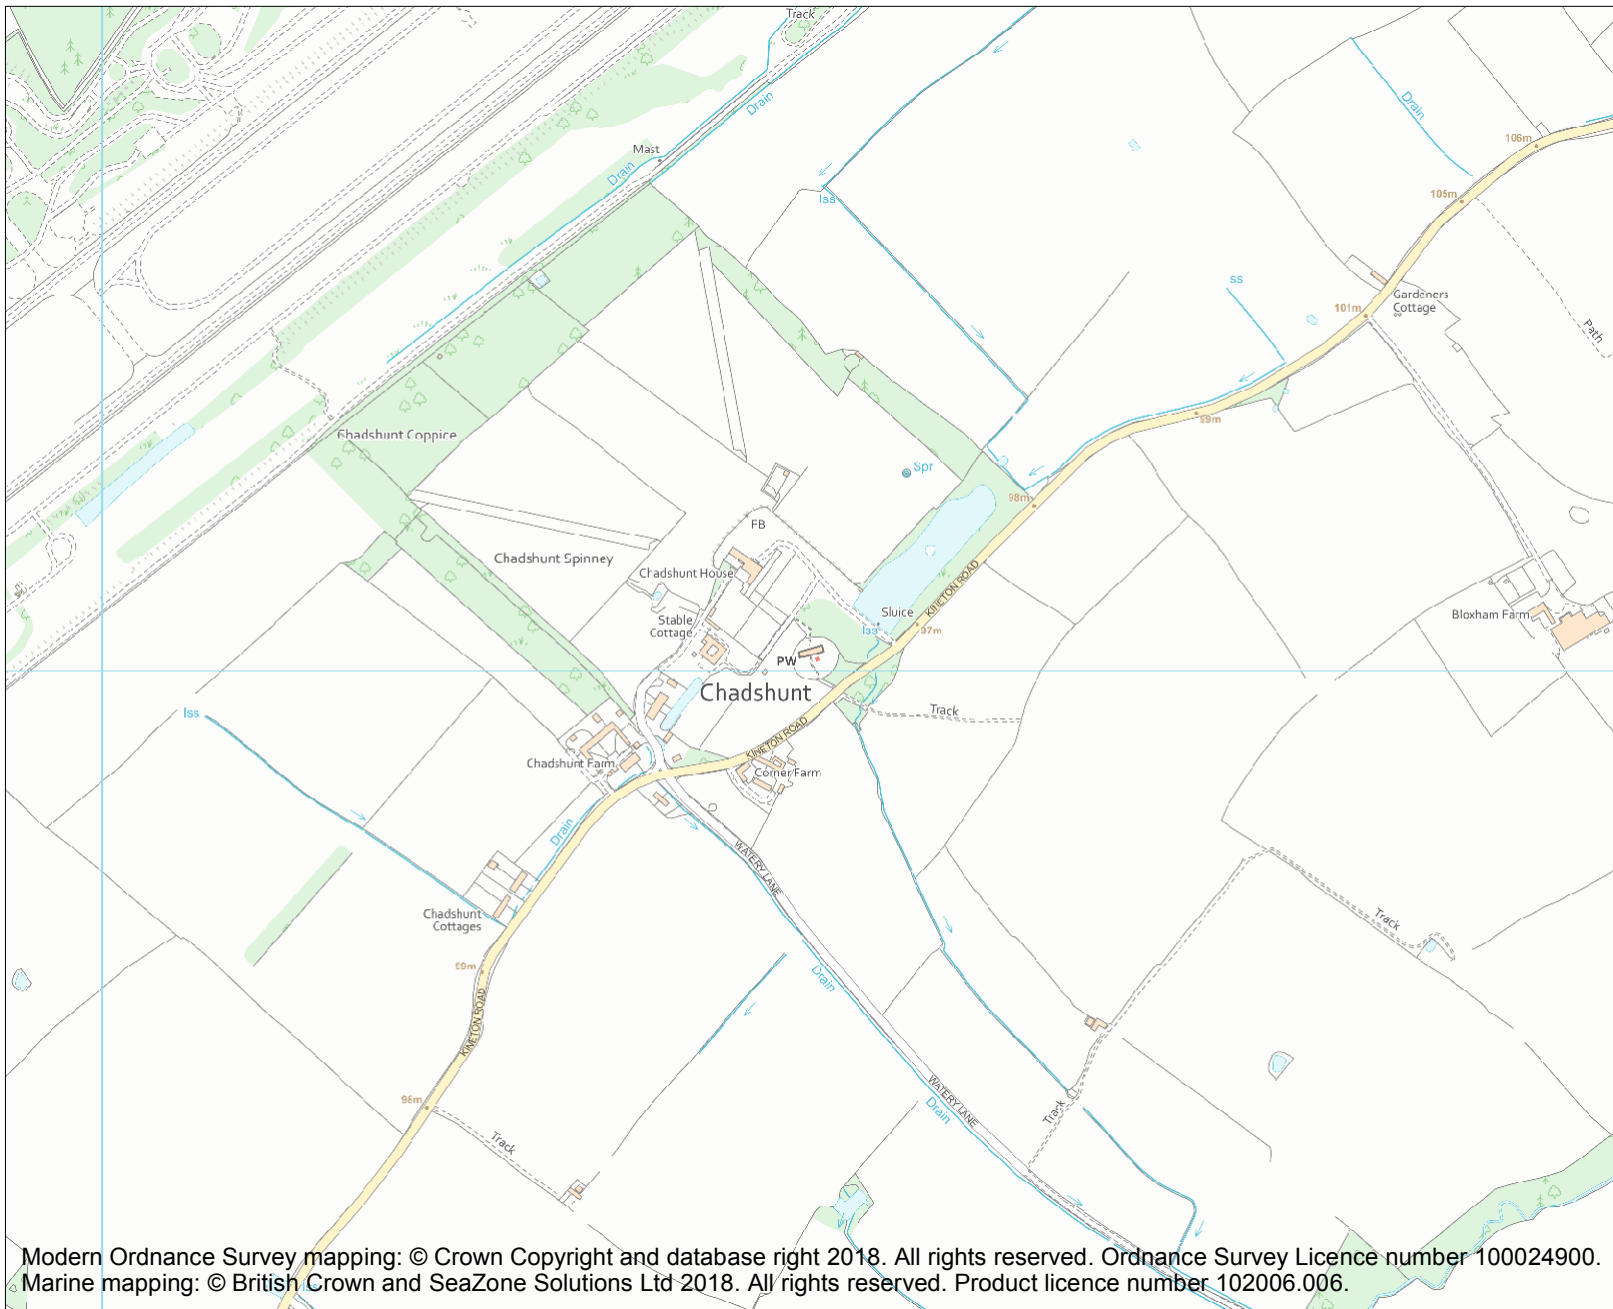 Track
Drain
Mast
Drain
Iss
Drain
106m
105m
ss
Gardeners
Cottage
101m
Path
99m
Chadshunt Coppice
Spr
98m
FB
Chadshunt Spinney
Chadshunt House
KINETON ROAD
Stable
Cottage
Sluice
Iss
97m
Bloxham Farm
PW
Chadshunt
Iss
Track
KINETON ROAD
Chadshunt Farm
Corner Farm
Drain
WATERY LANE
Chadshunt
Cottages
Track
99m
Drain
KINETON ROAD
98m
WATERY LANE
Drain
Track
Track
Modern Ordnance Survey mapping: © Crown Copyright and database right 2018. All rights reserved. Ordnance Survey Licence number 100024900.
Marine mapping: © British Crown and SeaZone Solutions Ltd 2018. All rights reserved. Product licence number 102006.006.